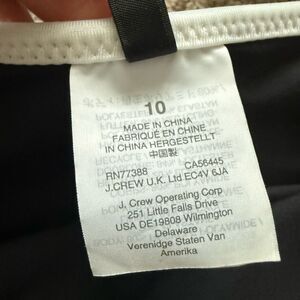 10
MADE IN CHINA
FABRIQUÉ EN CHINE
IN CHINA HERGESTELLT
中国製
RN77388 CA56445
J.CREW U.K. Ltd EC4V 6JA
J. Crew Operating Corp
251 Little Falls Drive
USA DE19808 Wilmington
Delaware
Verenidge Staten Van
Amerika